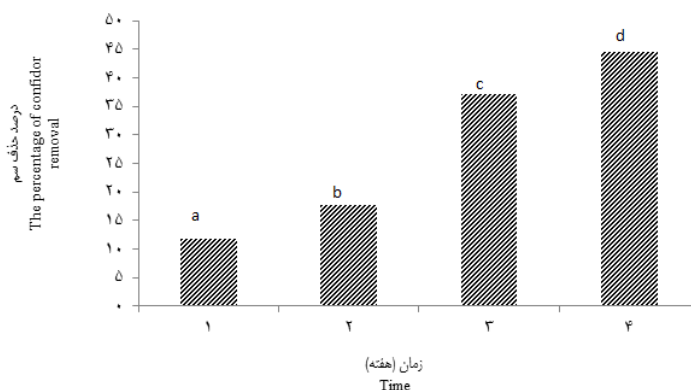 ۵۰
۴۵
۴۰
۳۵
۳۰
۲۵
۲۰
۱۵
۱۰
۵
۰
درصد حذف سم
The percentage of confidor
removal
a
b
c
d
۱ ۲ ۳ ۴
زمان (هفته)
Time